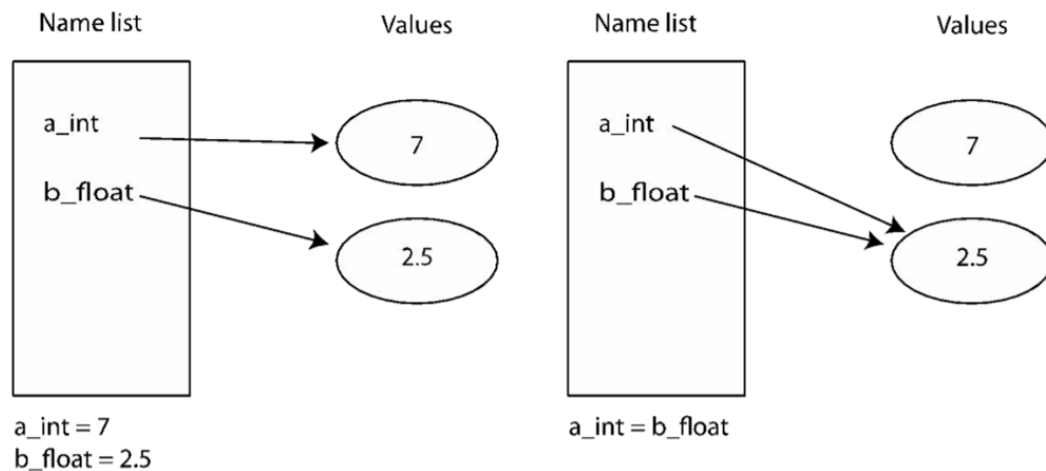 Name list
Values
a_int
7
b_float
2.5
a_int = 7
b_float = 2.5
Name list
Values
a_int
7
b_float
2.5
a_int = b_float